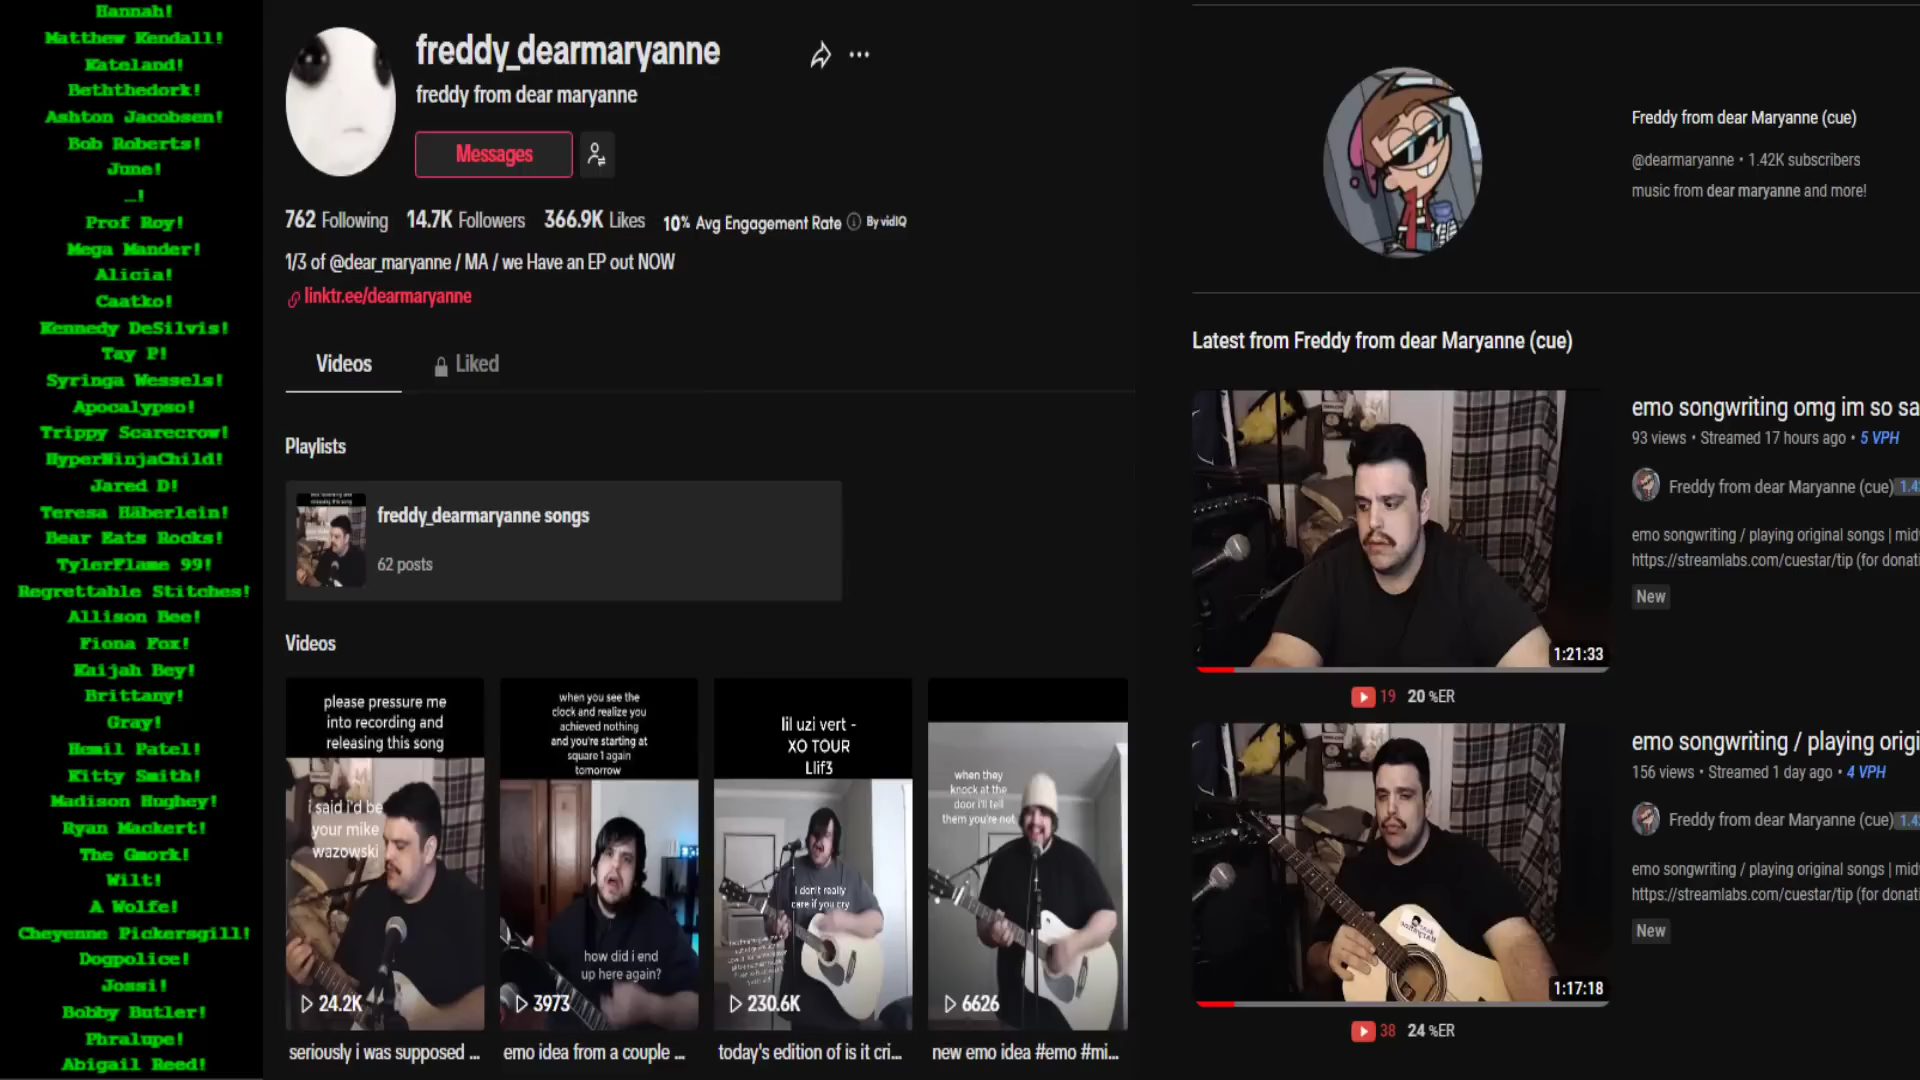 Hannah!
Matthew Kendall!
Kateland!
Beththedork!
Ashton Jacobsen!
Bob Roberts!
June!
_!
Prof Roy!
Mega Mander!
Alicia!
Caatko!
Kennedy DeSilvis!
Tay P!
Syringa Wessels!
Apocalypso!
Trippy Scarecrow!
HyperNinjaChild!
Jared D!
Teresa Häberlein!
Bear Eats Rocks!
TylerFlame 99!
Regrettable Stitches!
Allison Bee!
Fiona Fox!
Kaijah Bey!
Brittany!
Gray!
Hemil Patel!
Kitty Smith!
Madison Hughey!
Ryan Mackert!
The Gmork!
Wilt!
A Wolfe!
Cheyenne Pickersgill!
Dogpolice!
Jossi!
Bobby Butler!
Phralupe!
Abigail Reed!
freddy_dearmaryanne
freddy from dear maryanne
Messages
762 Following 14.7K Followers 366.9K Likes 10% Avg Engagement Rate By vidIQ
1/3 of @dear_maryanne / MA / we Have an EP out NOW
linktr.ee/dearmaryanne
Videos Liked
Playlists
freddy_dearmaryanne songs
62 posts
Videos
please pressure me
into recording and
releasing this song
i said i'd be
your mike
wazowski
24.2K
seriously i was supposed ...
when you see the
clock and realize you
achieved nothing
and you're starting at
square 1 again
tomorrow
how did i end
up here again?
3973
emo idea from a couple ...
lil uzi vert -
XO TOUR
Llif3
I don't really
care if you cry
230.6K
today's edition of is it cri...
when they
knock at the
door i'll tell
them you're not
6626
new emo idea #emo #mi...
Freddy from dear Maryanne (cue)
@dearmaryanne • 1.42K subscribers
music from dear maryanne and more!
Latest from Freddy from dear Maryanne (cue)
1:21:33
19 20 %ER
emo songwriting omg im so sa
93 views • Streamed 17 hours ago • 5 VPH
Freddy from dear Maryanne (cue) 1.4
emo songwriting / playing original songs | mid
https://streamlabs.com/cuestar/tip (for donati
New
1:17:18
38 24 %ER
emo songwriting / playing origi
156 views • Streamed 1 day ago • 4 VPH
Freddy from dear Maryanne (cue) 1.4
emo songwriting / playing original songs | mid
https://streamlabs.com/cuestar/tip (for donati
New